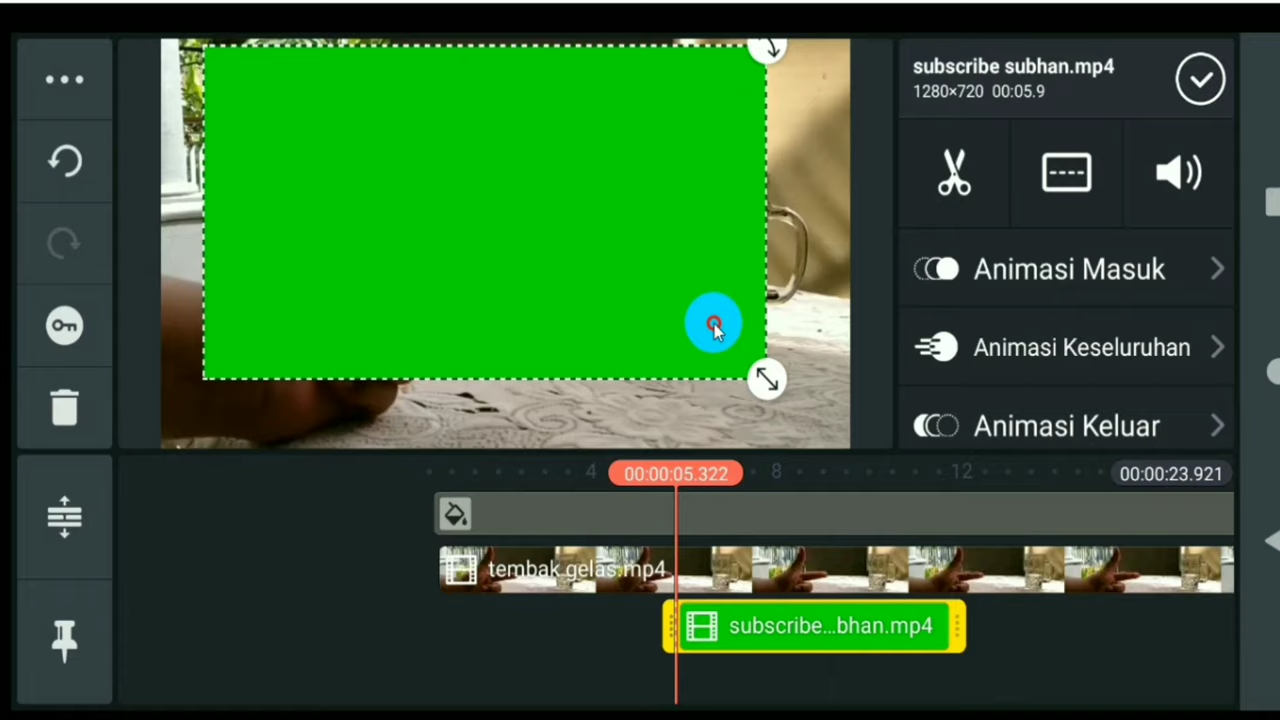 subscribe subhan.mp4
1280×720 00:05.9
Animasi Masuk
Animasi Keseluruhan
Animasi Keluar
4
00:00:05.322
8
12
00:00:23.921
tembak gelas.mp4
subscribe...bhan.mp4